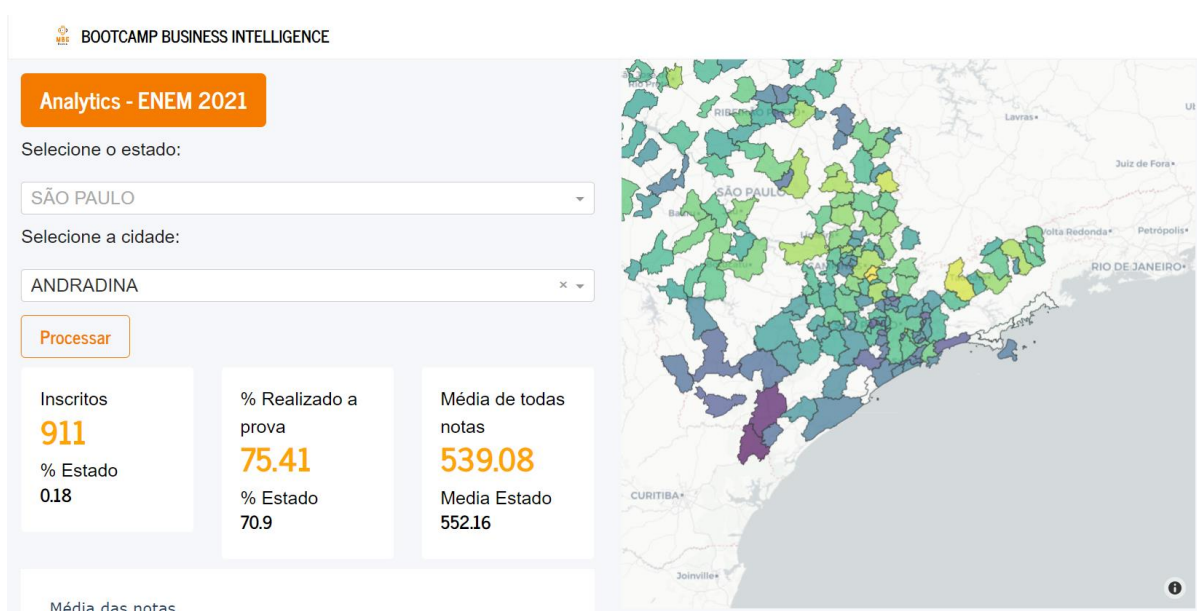 BOOTCAMP BUSINESS INTELLIGENCE
Analytics - ENEM 2021
Selecione o estado:
SÃO PAULO
Selecione a cidade:
ANDRADINA
Processar
Inscritos
911
% Estado
0.18
% Realizado a
prova
75.41
% Estado
70.9
Média de todas
notas
539.08
Media Estado
552.16
Média das notas
Lavras
Juiz de Fora
SÃO PAULO
Volta Redonda
Petrópolis
RIO DE JANEIRO
CURITIBA
Joinville